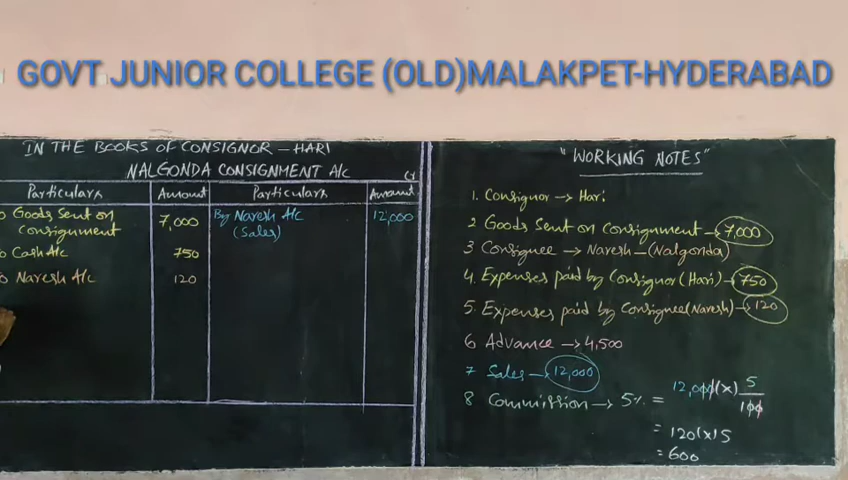 GOVT JUNIOR COLLEGE (OLD)MALAKPET-HYDERABAD
IN THE BOOKS OF CONSIGNOR - HARI
NALGONDA CONSIGNMENT A/c
Particulars Amount Particulars Amount
o Goods Sent on consignment 7,000 By Naresh A/c (Sales) 12,000
o Cash A/c 750
o Naresh A/c 120
"WORKING NOTES"
1. Consignor → Hari
2 Goods Sent on Consignment → 7,000
3 Consignee → Naresh - (Nalgonda)
4. Expenses paid by Consignor (Hari) → 750
5. Expenses paid by Consignee (Naresh) → 120
6 Advance → 4,500
7 Sales → 12,000
8 Commission → 5% = 12,000 (x) 5/100
= 120 (x) 5
= 600